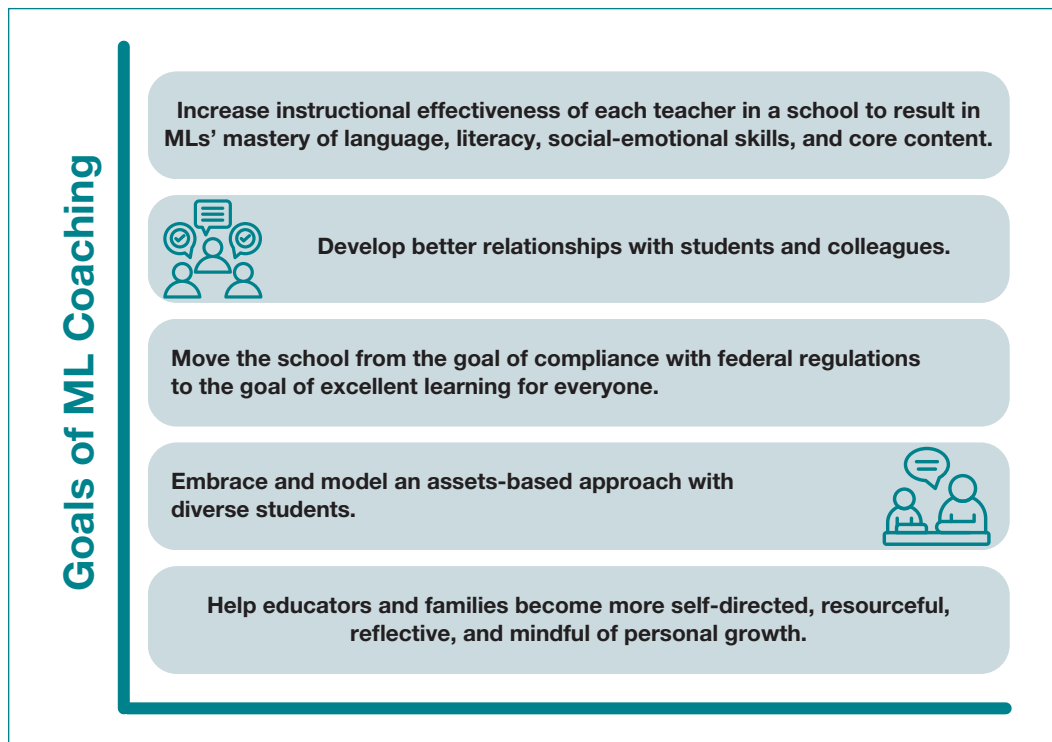 Goals of ML Coaching
Increase instructional effectiveness of each teacher in a school to result in
MLs’ mastery of language, literacy, social-emotional skills, and core content.
Develop better relationships with students and colleagues.
Move the school from the goal of compliance with federal regulations
to the goal of excellent learning for everyone.
Embrace and model an assets-based approach with
diverse students.
Help educators and families become more self-directed, resourceful,
reflective, and mindful of personal growth.